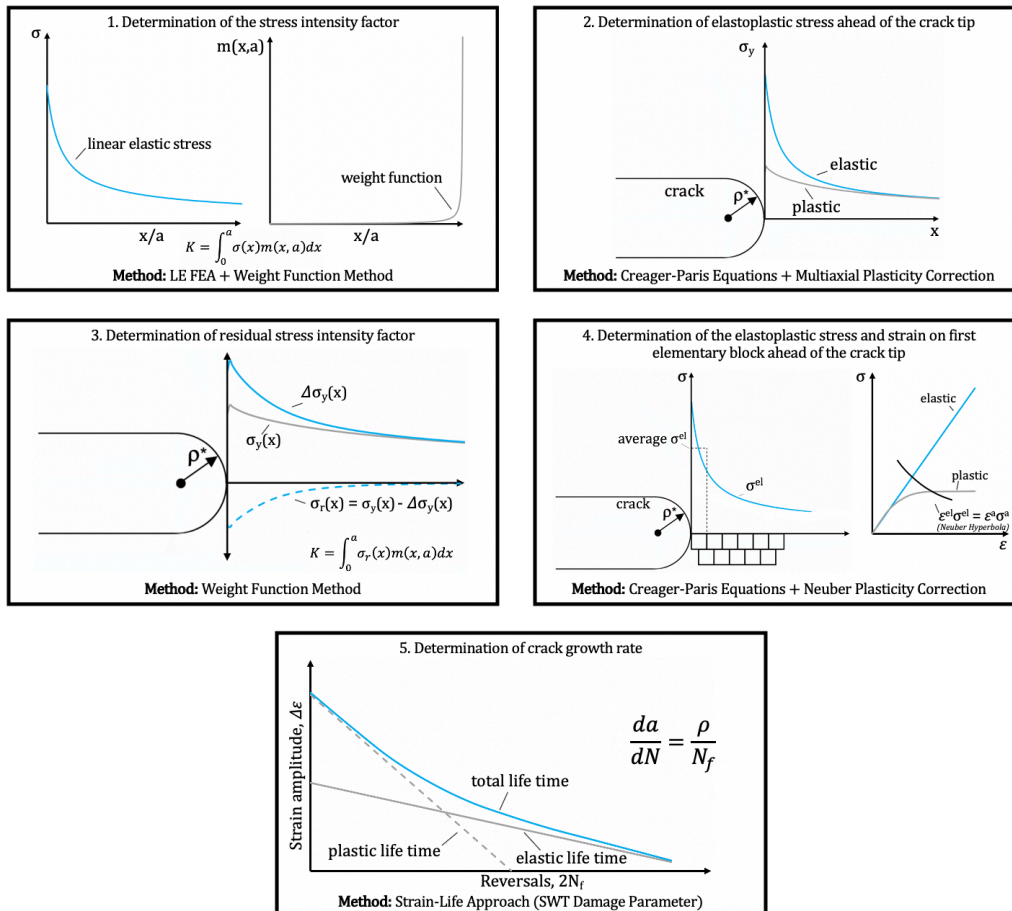 1. Determination of the stress intensity factor
σ
m(x,a)
linear elastic stress
weight function
x/a
x/a
K = ∫₀ᵃ σ(x)m(x, a)dx
Method: LE FEA + Weight Function Method
2. Determination of elastoplastic stress ahead of the crack tip
σy
elastic
crack
ρ*
plastic
x
Method: Creager-Paris Equations + Multiaxial Plasticity Correction
3. Determination of residual stress intensity factor
Δσy(x)
σy(x)
ρ*
σr(x) = σy(x) - Δσy(x)
K = ∫₀ᵃ σr(x)m(x, a)dx
Method: Weight Function Method
4. Determination of the elastoplastic stress and strain on first
elementary block ahead of the crack tip
σ
σ
elastic
average σᵉˡ
plastic
σᵉˡ
crack
ρ*
εᵉˡσᵉˡ = εᵃσᵃ
(Neuber Hyperbola)
ε
Method: Creager-Paris Equations + Neuber Plasticity Correction
5. Determination of crack growth rate
Strain amplitude, Δε
da/dN = ρ/Nf
total life time
plastic life time
elastic life time
Reversals, 2Nf
Method: Strain-Life Approach (SWT Damage Parameter)